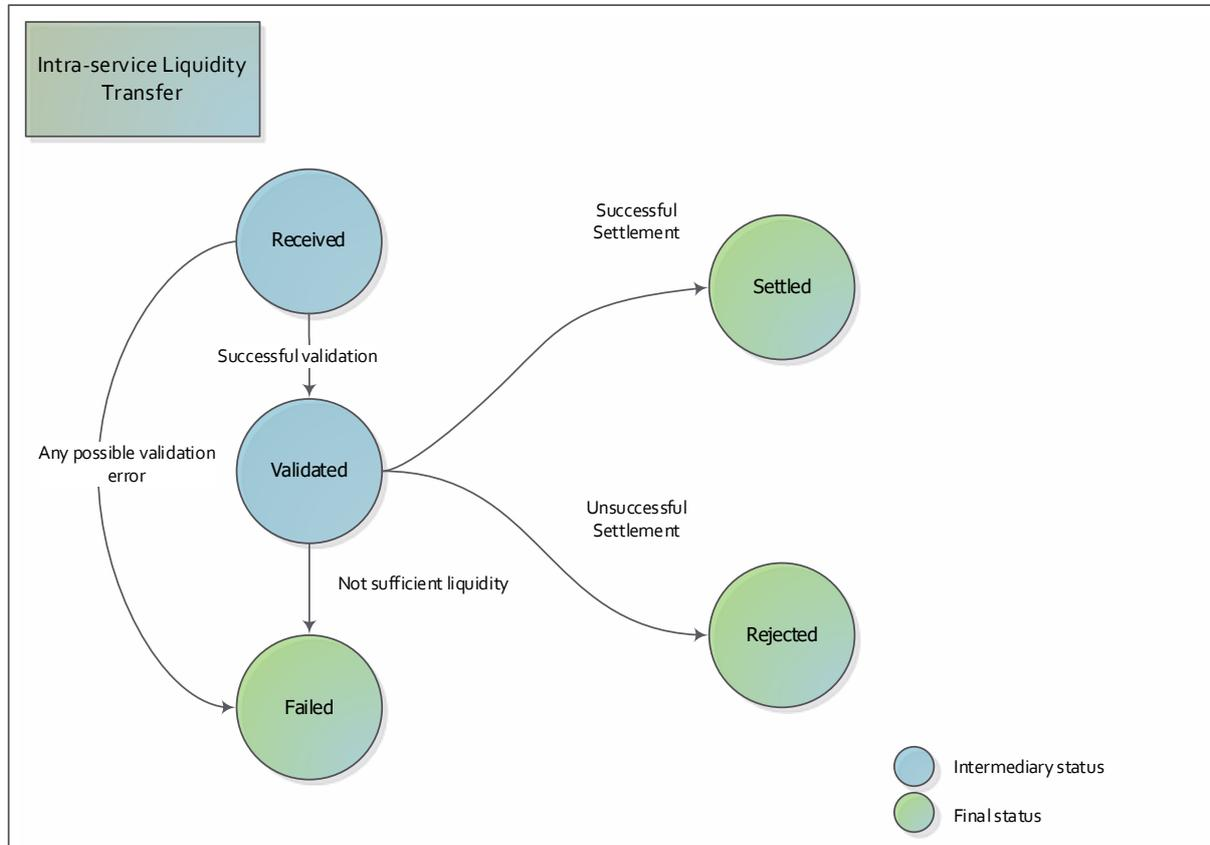 Intra-service Liquidity
Transfer
Received
Successful
Settlement
Settled
Successful validation
Any possible validation
error
Validated
Unsuccessful
Settlement
Not sufficient liquidity
Rejected
Failed
Intermediary status
Final status